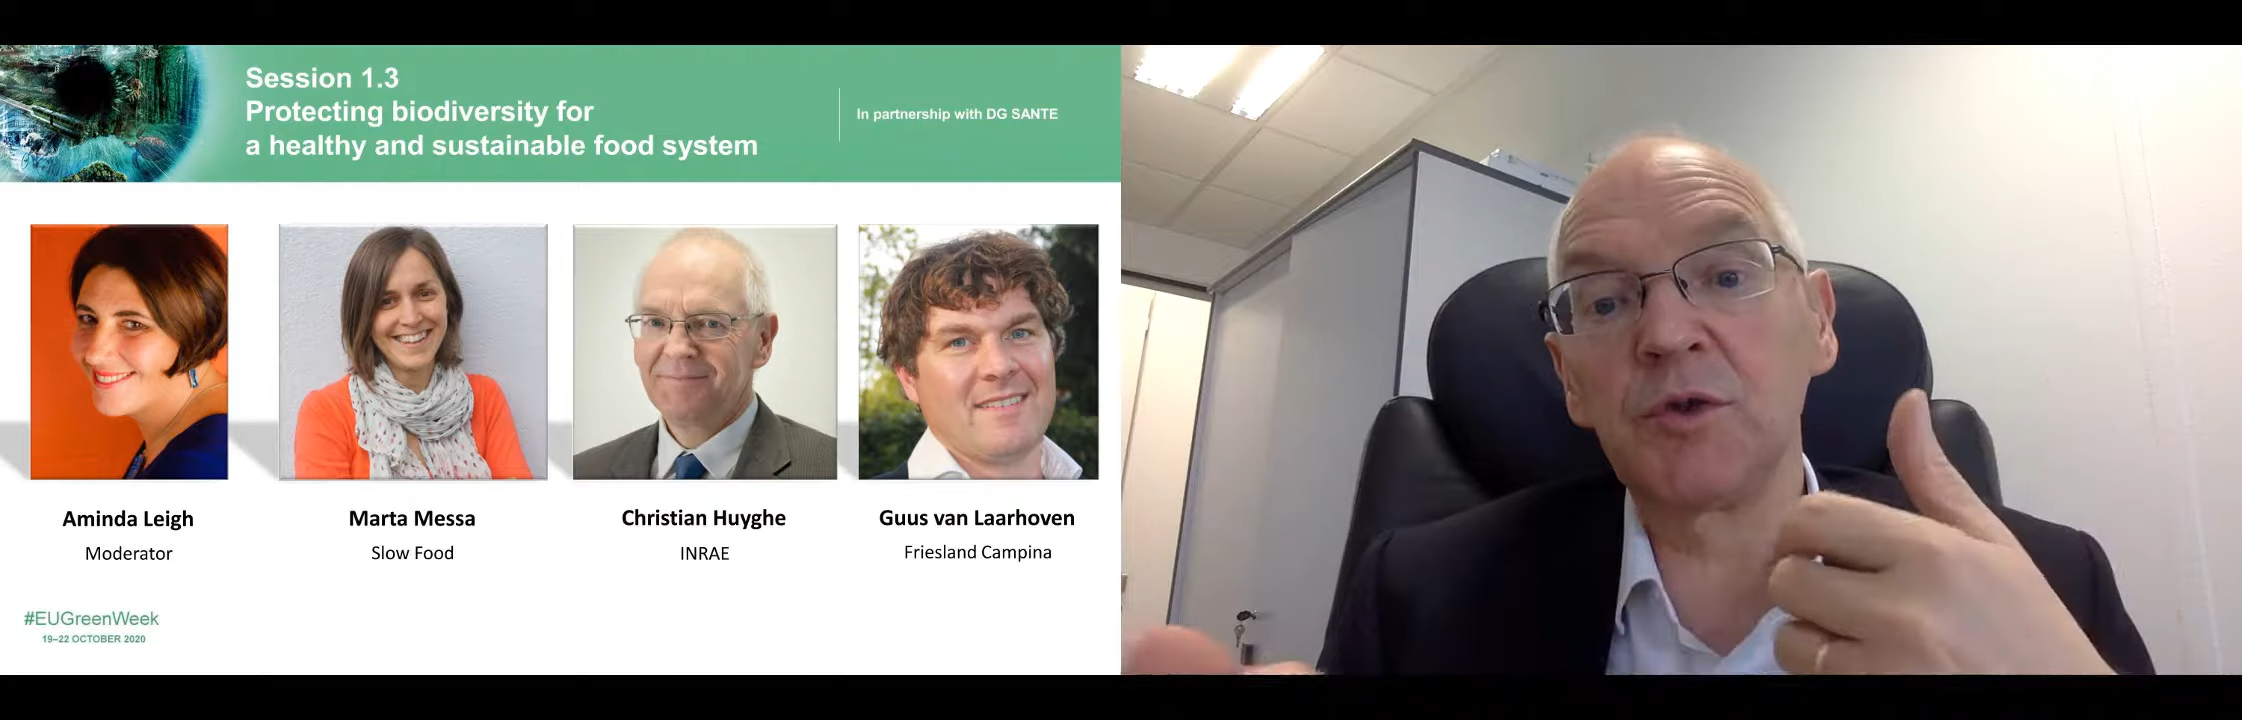 Session 1.3
Protecting biodiversity for
a healthy and sustainable food system
In partnership with DG SANTE
Aminda Leigh
Moderator
Marta Messa
Slow Food
Christian Huyghe
INRAE
Guus van Laarhoven
Friesland Campina
#EUGreenWeek
19–22 OCTOBER 2020